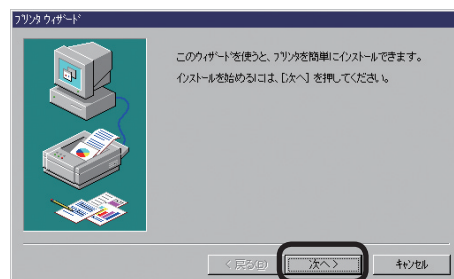 プリンタ ウィザード
このウィザードを使うと、プリンタを簡単にインストールできます。
インストールを始めるには、[次へ] を押してください。
< 戻る(B)
次へ >
キャンセル